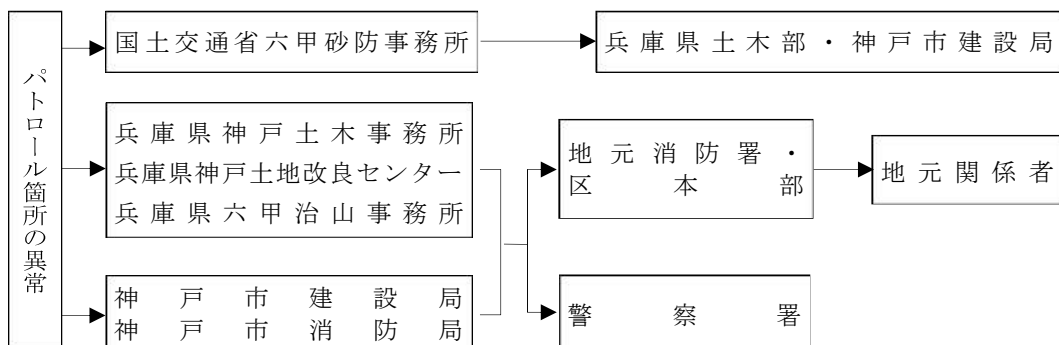 パトロール箇所の異常
国土交通省六甲砂防事務所
兵庫県土木部・神戸市建設局
兵庫県神戸土木事務所
兵庫県神戸土地改良センター
兵庫県六甲治山事務所
地元消防署・
区本部
地元関係者
神戸市建設局
神戸市消防局
警察署